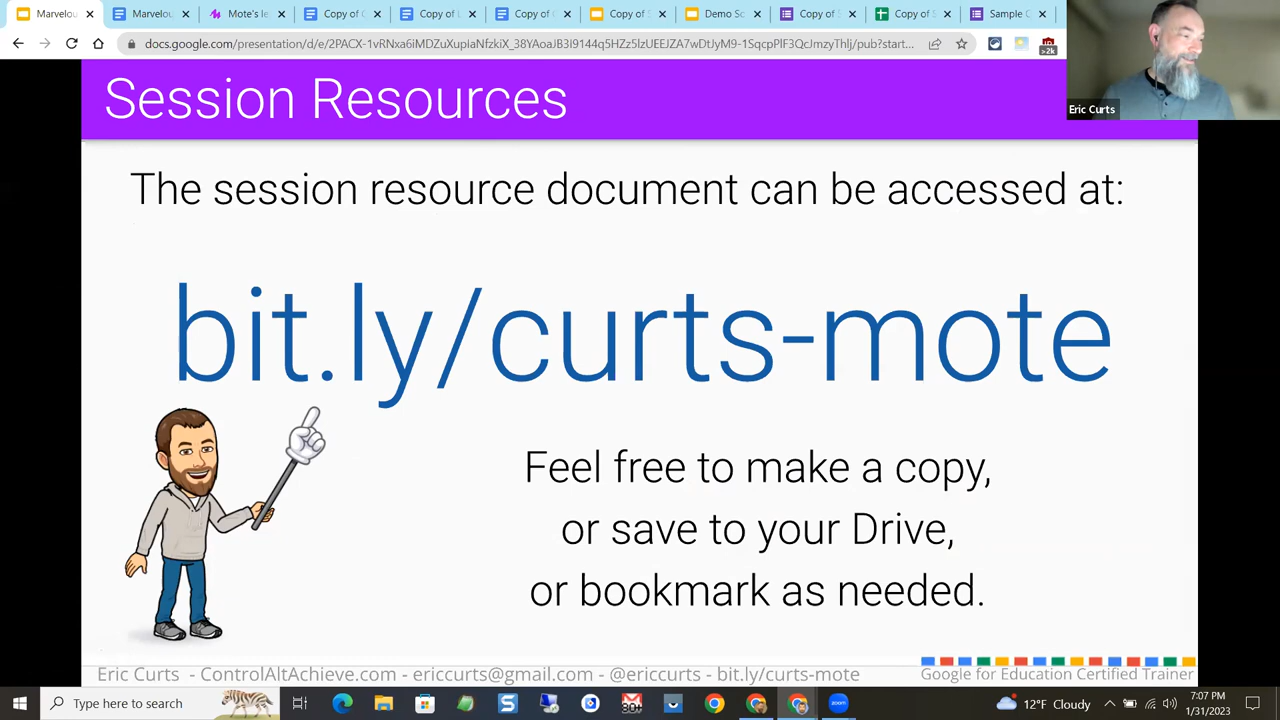 Marvelou
Marvelou
Mote's le
Copy of C
Copy of L
Copy of C
Copy of S
Demo Se
Copy of S
Copy of S
Sample C
>2k
Eric Curts
Session Resources
The session resource document can be accessed at:
bit.ly/curts-mote
Feel free to make a copy,
or save to your Drive,
or bookmark as needed.
Eric Curts - ControlAltAchieve.com - ericcurts@gmail.com - @ericcurts - bit.ly/curts-mote
Google for Education Certified Trainer
Type here to search
80+
zoom
12°F Cloudy
7:07 PM
1/31/2023